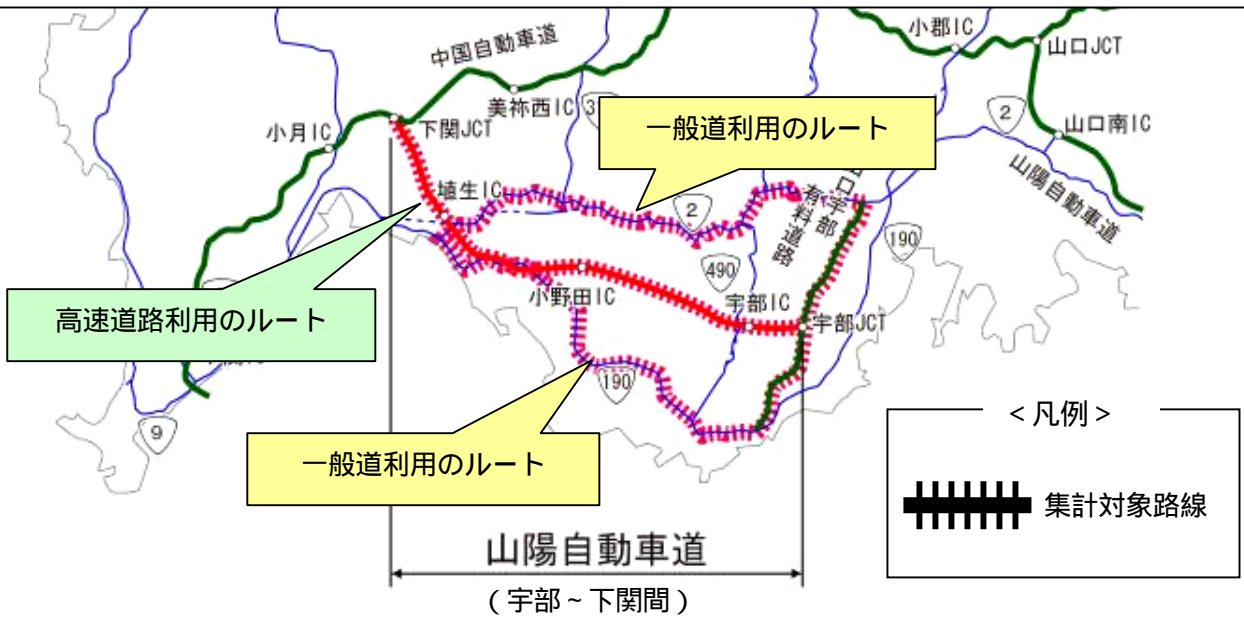 小郡IC
山口JCT
中国自動車道
美祢西IC
3
一般道利用のルート
2
山口南IC
小月IC
下関JCT
山陽自動車道
埴生IC
山口宇部
有料道路
2
190
490
高速道路利用のルート
小野田IC
宇部IC
宇部JCT
190
9
一般道利用のルート
<凡例>
集計対象路線
山陽自動車道
(宇部~下関間)